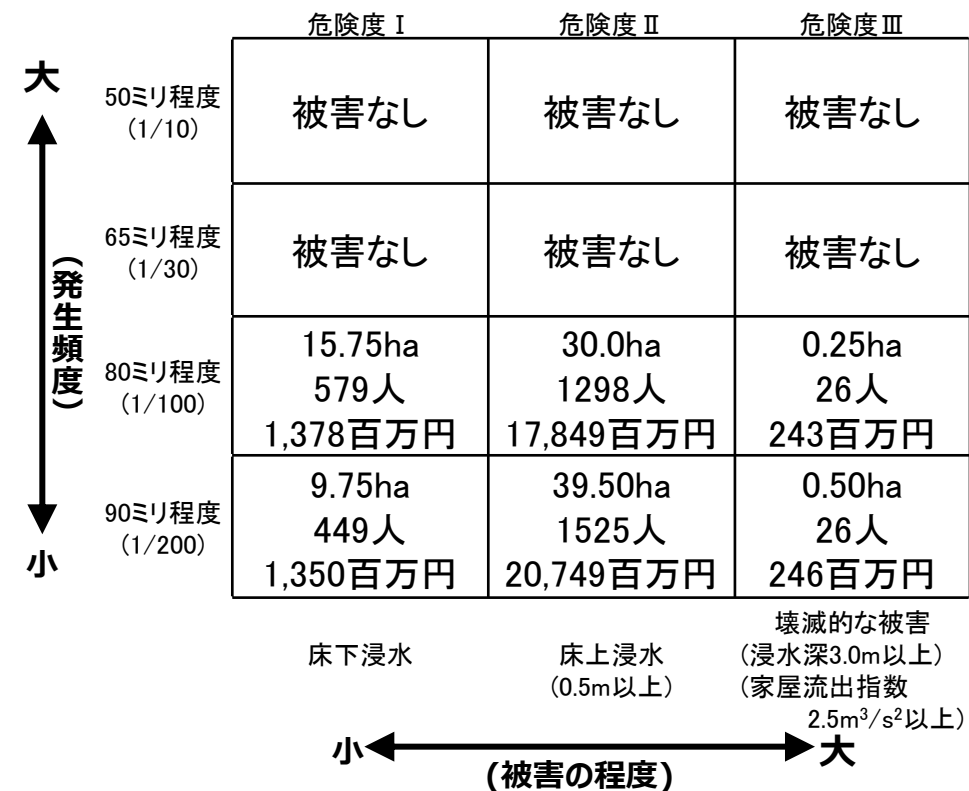 危険度Ⅰ 危険度Ⅱ 危険度Ⅲ
大
50ミリ程度
(1/10)
被害なし 被害なし 被害なし
65ミリ程度
(1/30)
被害なし 被害なし 被害なし
(発生頻度)
80ミリ程度
(1/100)
15.75ha 30.0ha 0.25ha
579人 1298人 26人
1,378百万円 17,849百万円 243百万円
90ミリ程度
(1/200)
9.75ha 39.50ha 0.50ha
449人 1525人 26人
1,350百万円 20,749百万円 246百万円
小
床下浸水
床上浸水
(0.5m以上)
壊滅的な被害
(浸水深3.0m以上)
(家屋流出指数
2.5m³/s²以上)
小 大
(被害の程度)